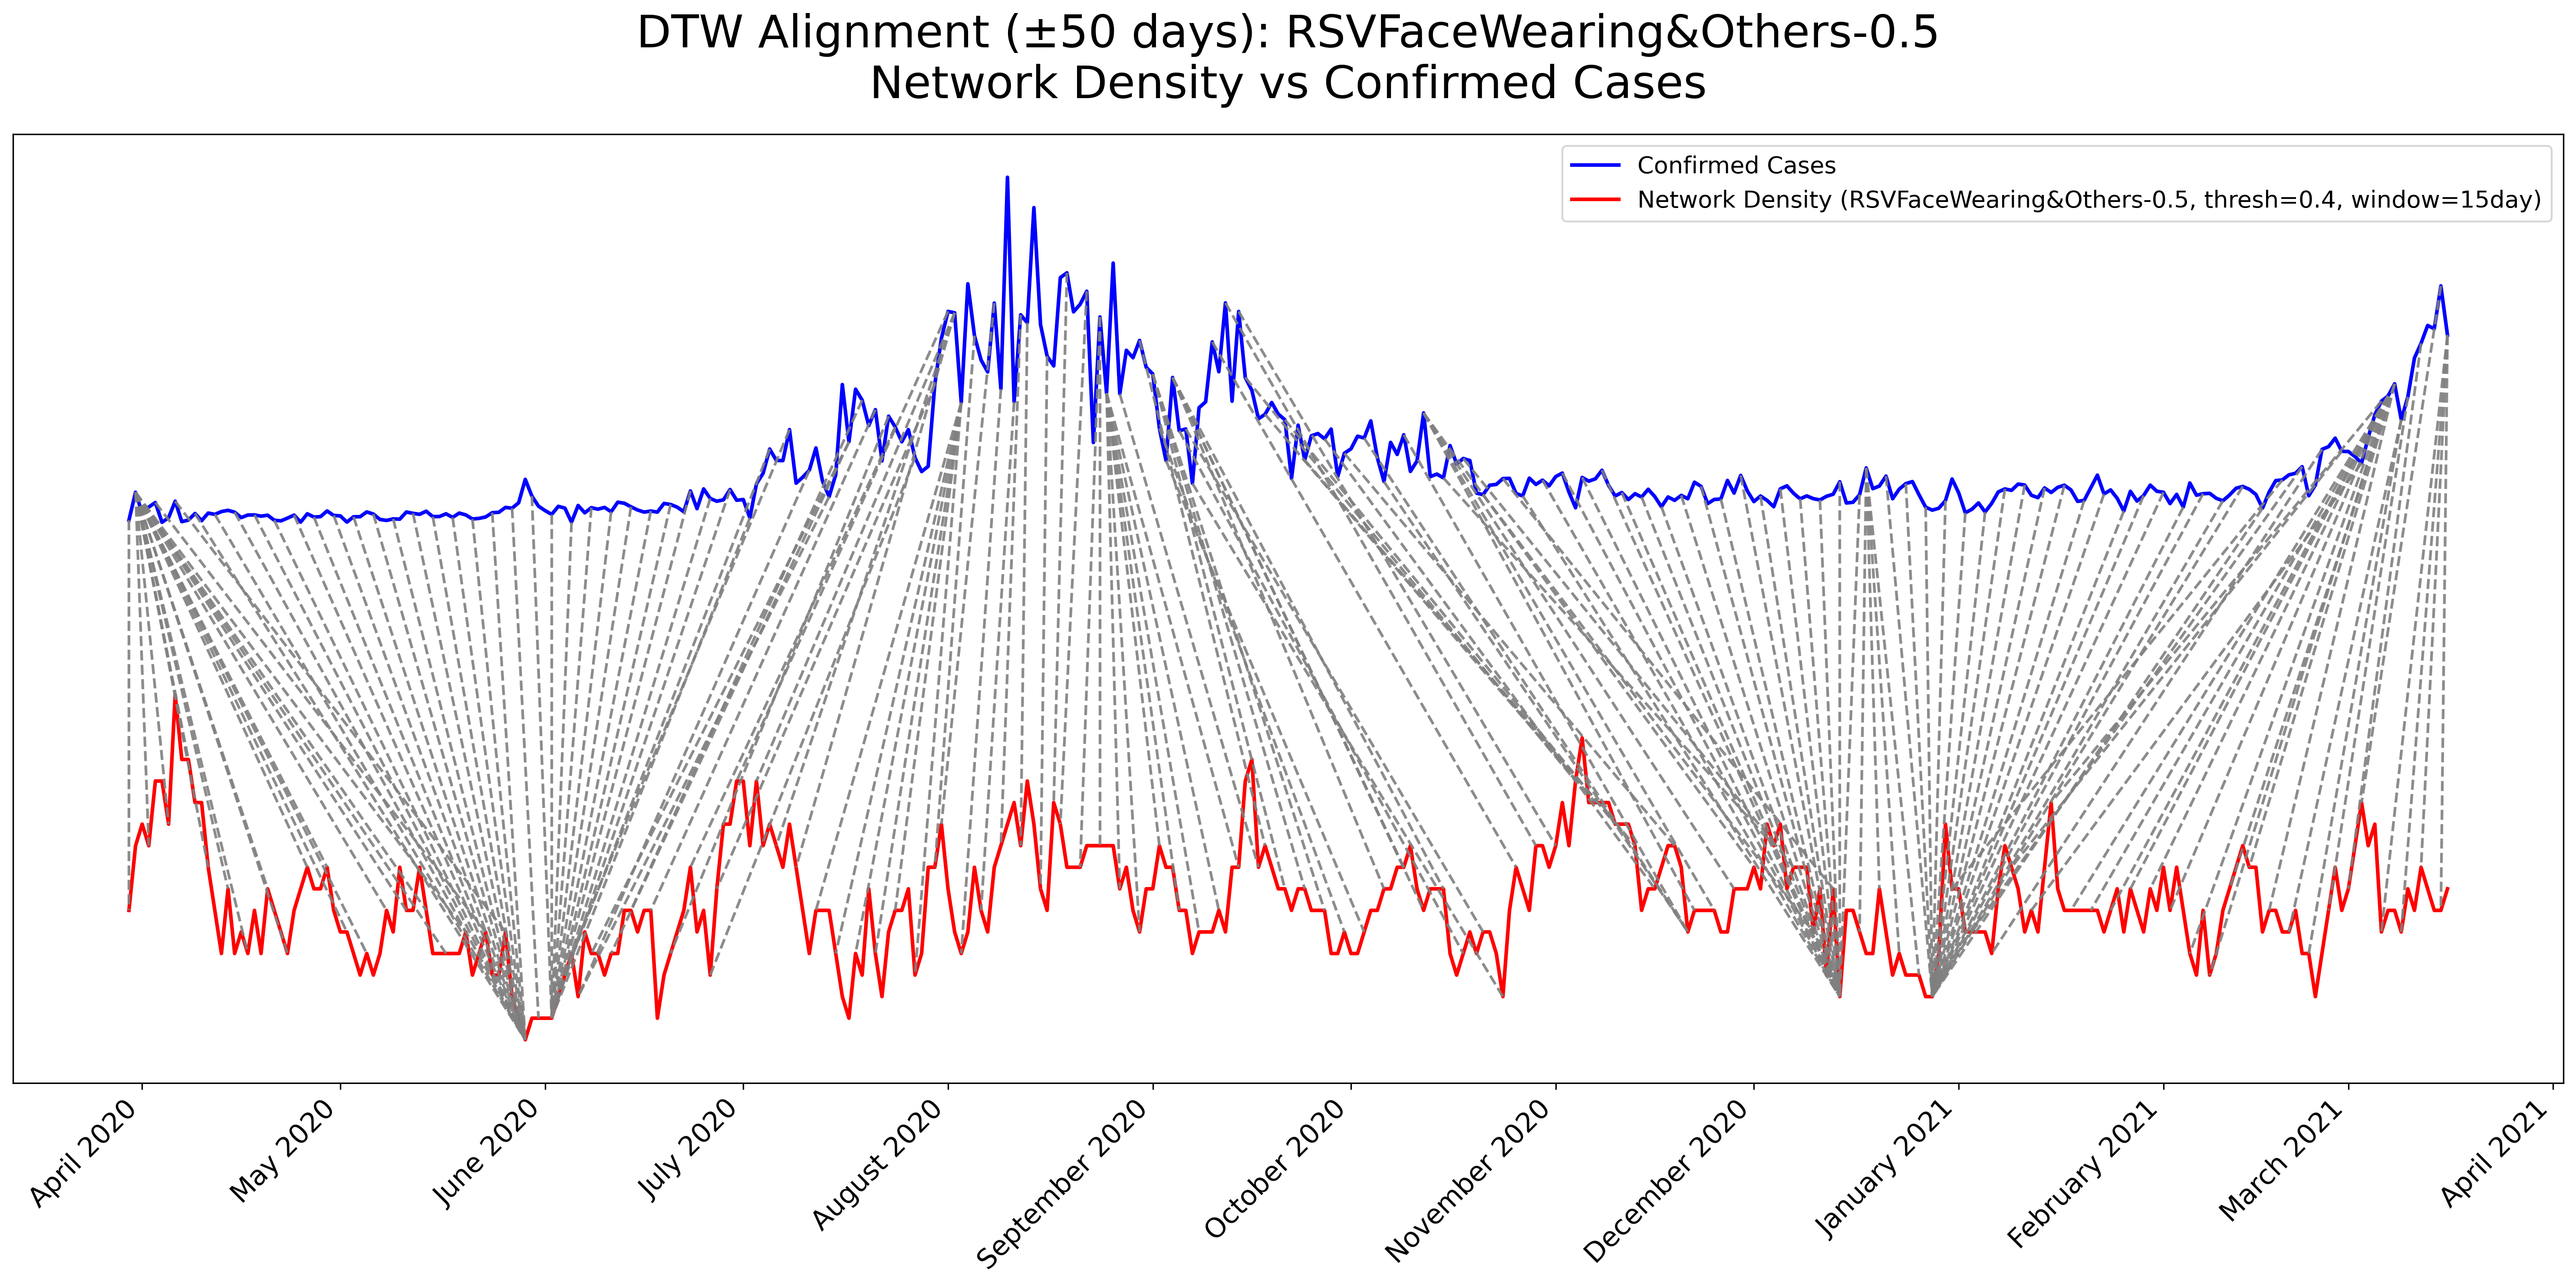 DTW Alignment (±50 days): RSVFaceWearing&Others-0.5
Network Density vs Confirmed Cases
Confirmed Cases
Network Density (RSVFaceWearing&Others-0.5, thresh=0.4, window=15day)
April 2020
May 2020
June 2020
July 2020
August 2020
September 2020
October 2020
November 2020
December 2020
January 2021
February 2021
March 2021
April 2021